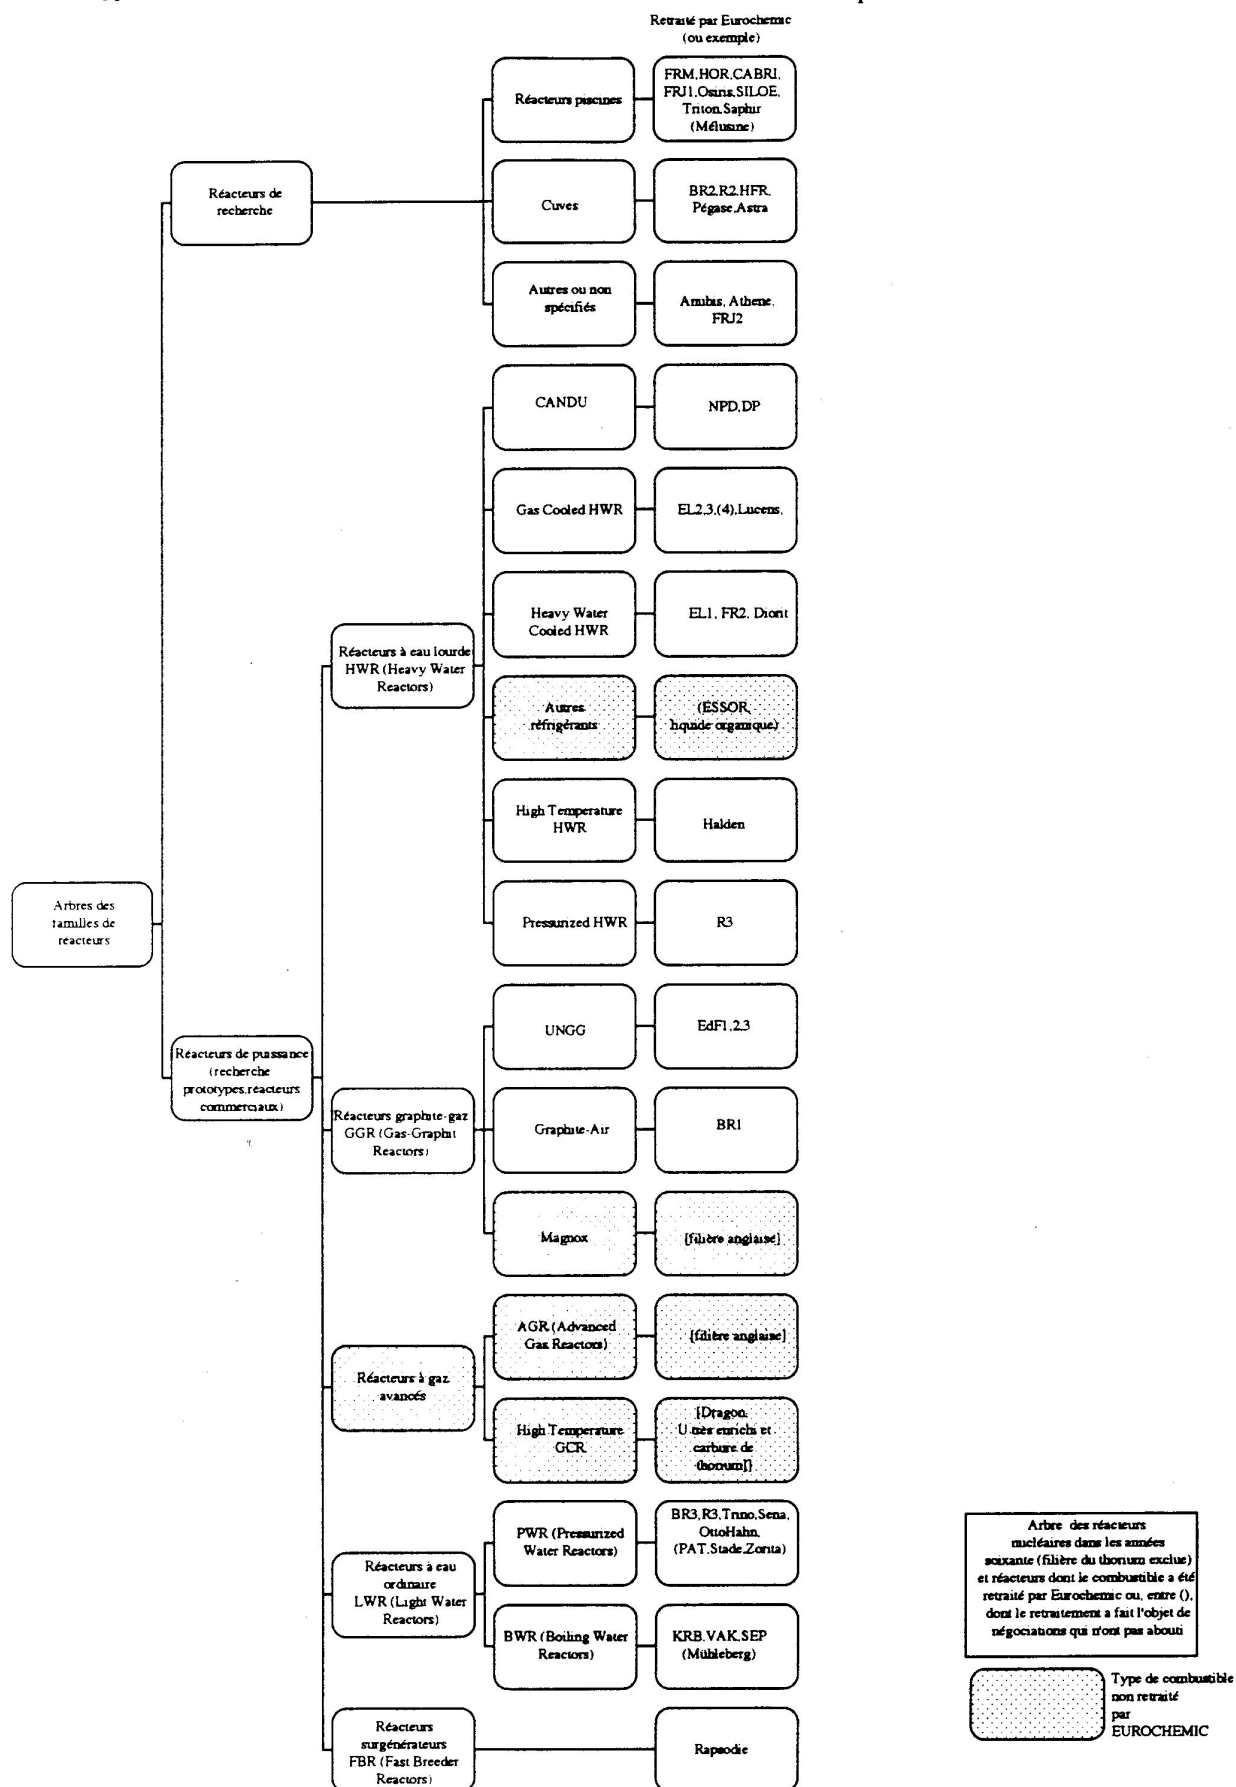 Retraité par Eurochemic
(ou exemple)
Réacteurs piscines
FRM,HOR,CABRI,
FRJ1,Osiris,SILOE,
Triton,Saphir
(Mélusine)
Réacteurs de
recherche
Cuves
BR2,R2,HFR,
Pégase,Astra
Autres ou non
spécifiés
Anubis, Athene,
FRJ2
CANDU
NPD,DP
Gas Cooled HWR
EL2,3,(4),Lucens,
Heavy Water
Cooled HWR
EL1, FR2, Diorit
Réacteurs à eau lourde
HWR (Heavy Water
Reactors)
Autres
réfrigérants
(ESSOR,
liquide organique)
High Temperature
HWR
Halden
Pressurized HWR
R3
Arbres des
familles de
réacteurs
UNGG
EdF1,2,3
Réacteurs de puissance
(recherche
prototypes,réacteurs
commerciaux)
Réacteurs graphite-gaz
GGR (Gas-Graphit
Reactors)
Graphite-Air
BR1
Magnox
[filière anglaise]
AGR (Advanced
Gas Reactors)
[filière anglaise]
Réacteurs à gaz
avancés
High Temperature
GCR
[Dragon,
U très enrichi et
carbure de
thorium]]
PWR (Pressurized
Water Reactors)
BR3,R3,Trino,Sena,
OttoHahn,
(PAT,Stade,Zorita)
Réacteurs à eau
ordinaire
LWR (Light Water
Reactors)
BWR (Boiling Water
Reactors)
KRB,VAK,SEP
(Mühleberg)
Réacteurs
surgénérateurs
FBR (Fast Breeder
Reactors)
Rapsodie
Arbre des réacteurs
nucléaires dans les années
soixante (filière du thorium exclue)
et réacteurs dont le combustible a été
retraité par Eurochemic ou, entre (),
dont le retraitement a fait l'objet de
négociations qui n'ont pas abouti
Type de combustible
non retraité
par
EUROCHEMIC